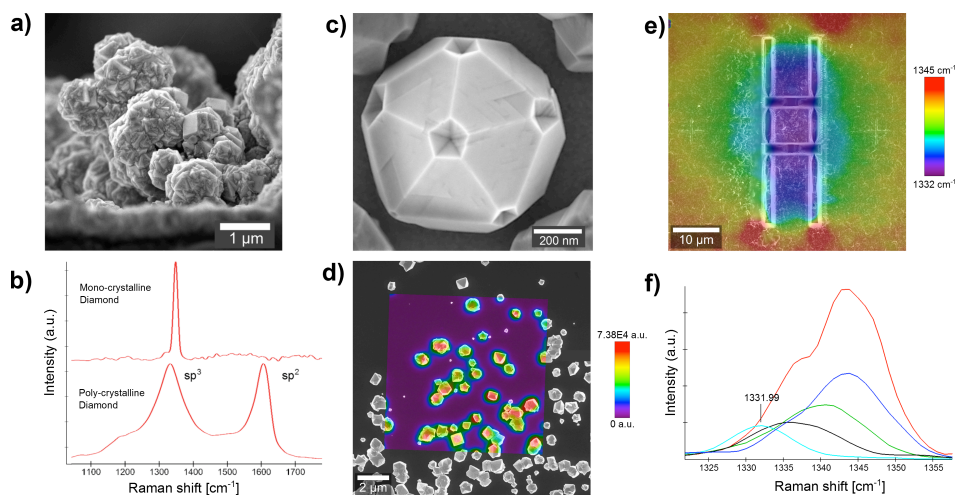 a)
1 µm
b)
Intensity (a.u.)
Mono-crystalline
Diamond
sp3
sp2
Poly-crystalline
Diamond
1100 1200 1300 1400 1500 1600 1700
Raman shift [cm-1]
c)
200 nm
d)
7.38E4 a.u.
0 a.u.
2 µm
e)
1345 cm-1
1332 cm-1
10 µm
f)
Intensity (a.u.)
1331.99
1325 1330 1335 1340 1345 1350 1355
Raman shift [cm-1]